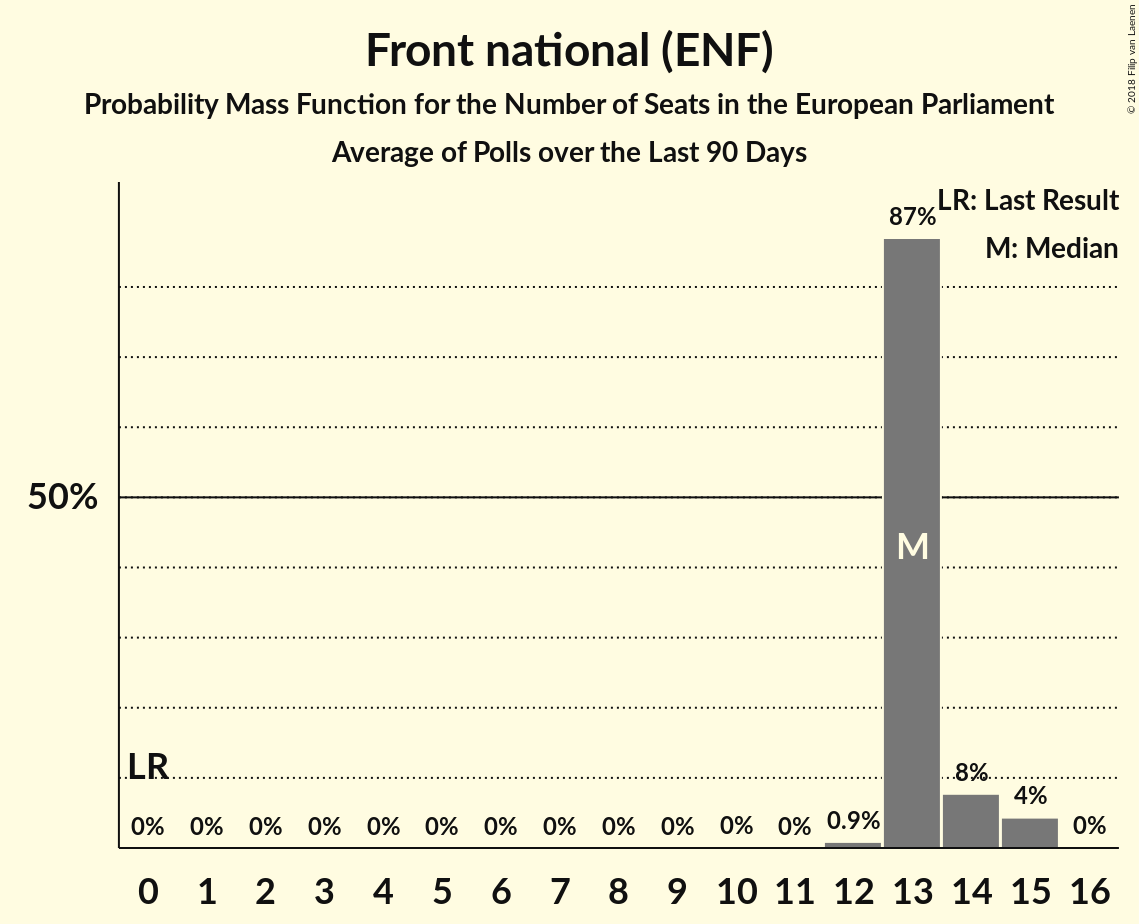 Front national (ENF)
Probability Mass Function for the Number of Seats in the European Parliament
Average of Polls over the Last 90 Days
© 2018 Filip van Laenen
LR: Last Result
M: Median
87%
50%
M
LR
8%
4%
0% 0% 0% 0% 0% 0% 0% 0% 0% 0% 0% 0% 0.9% 0%
0 1 2 3 4 5 6 7 8 9 10 11 12 13 14 15 16